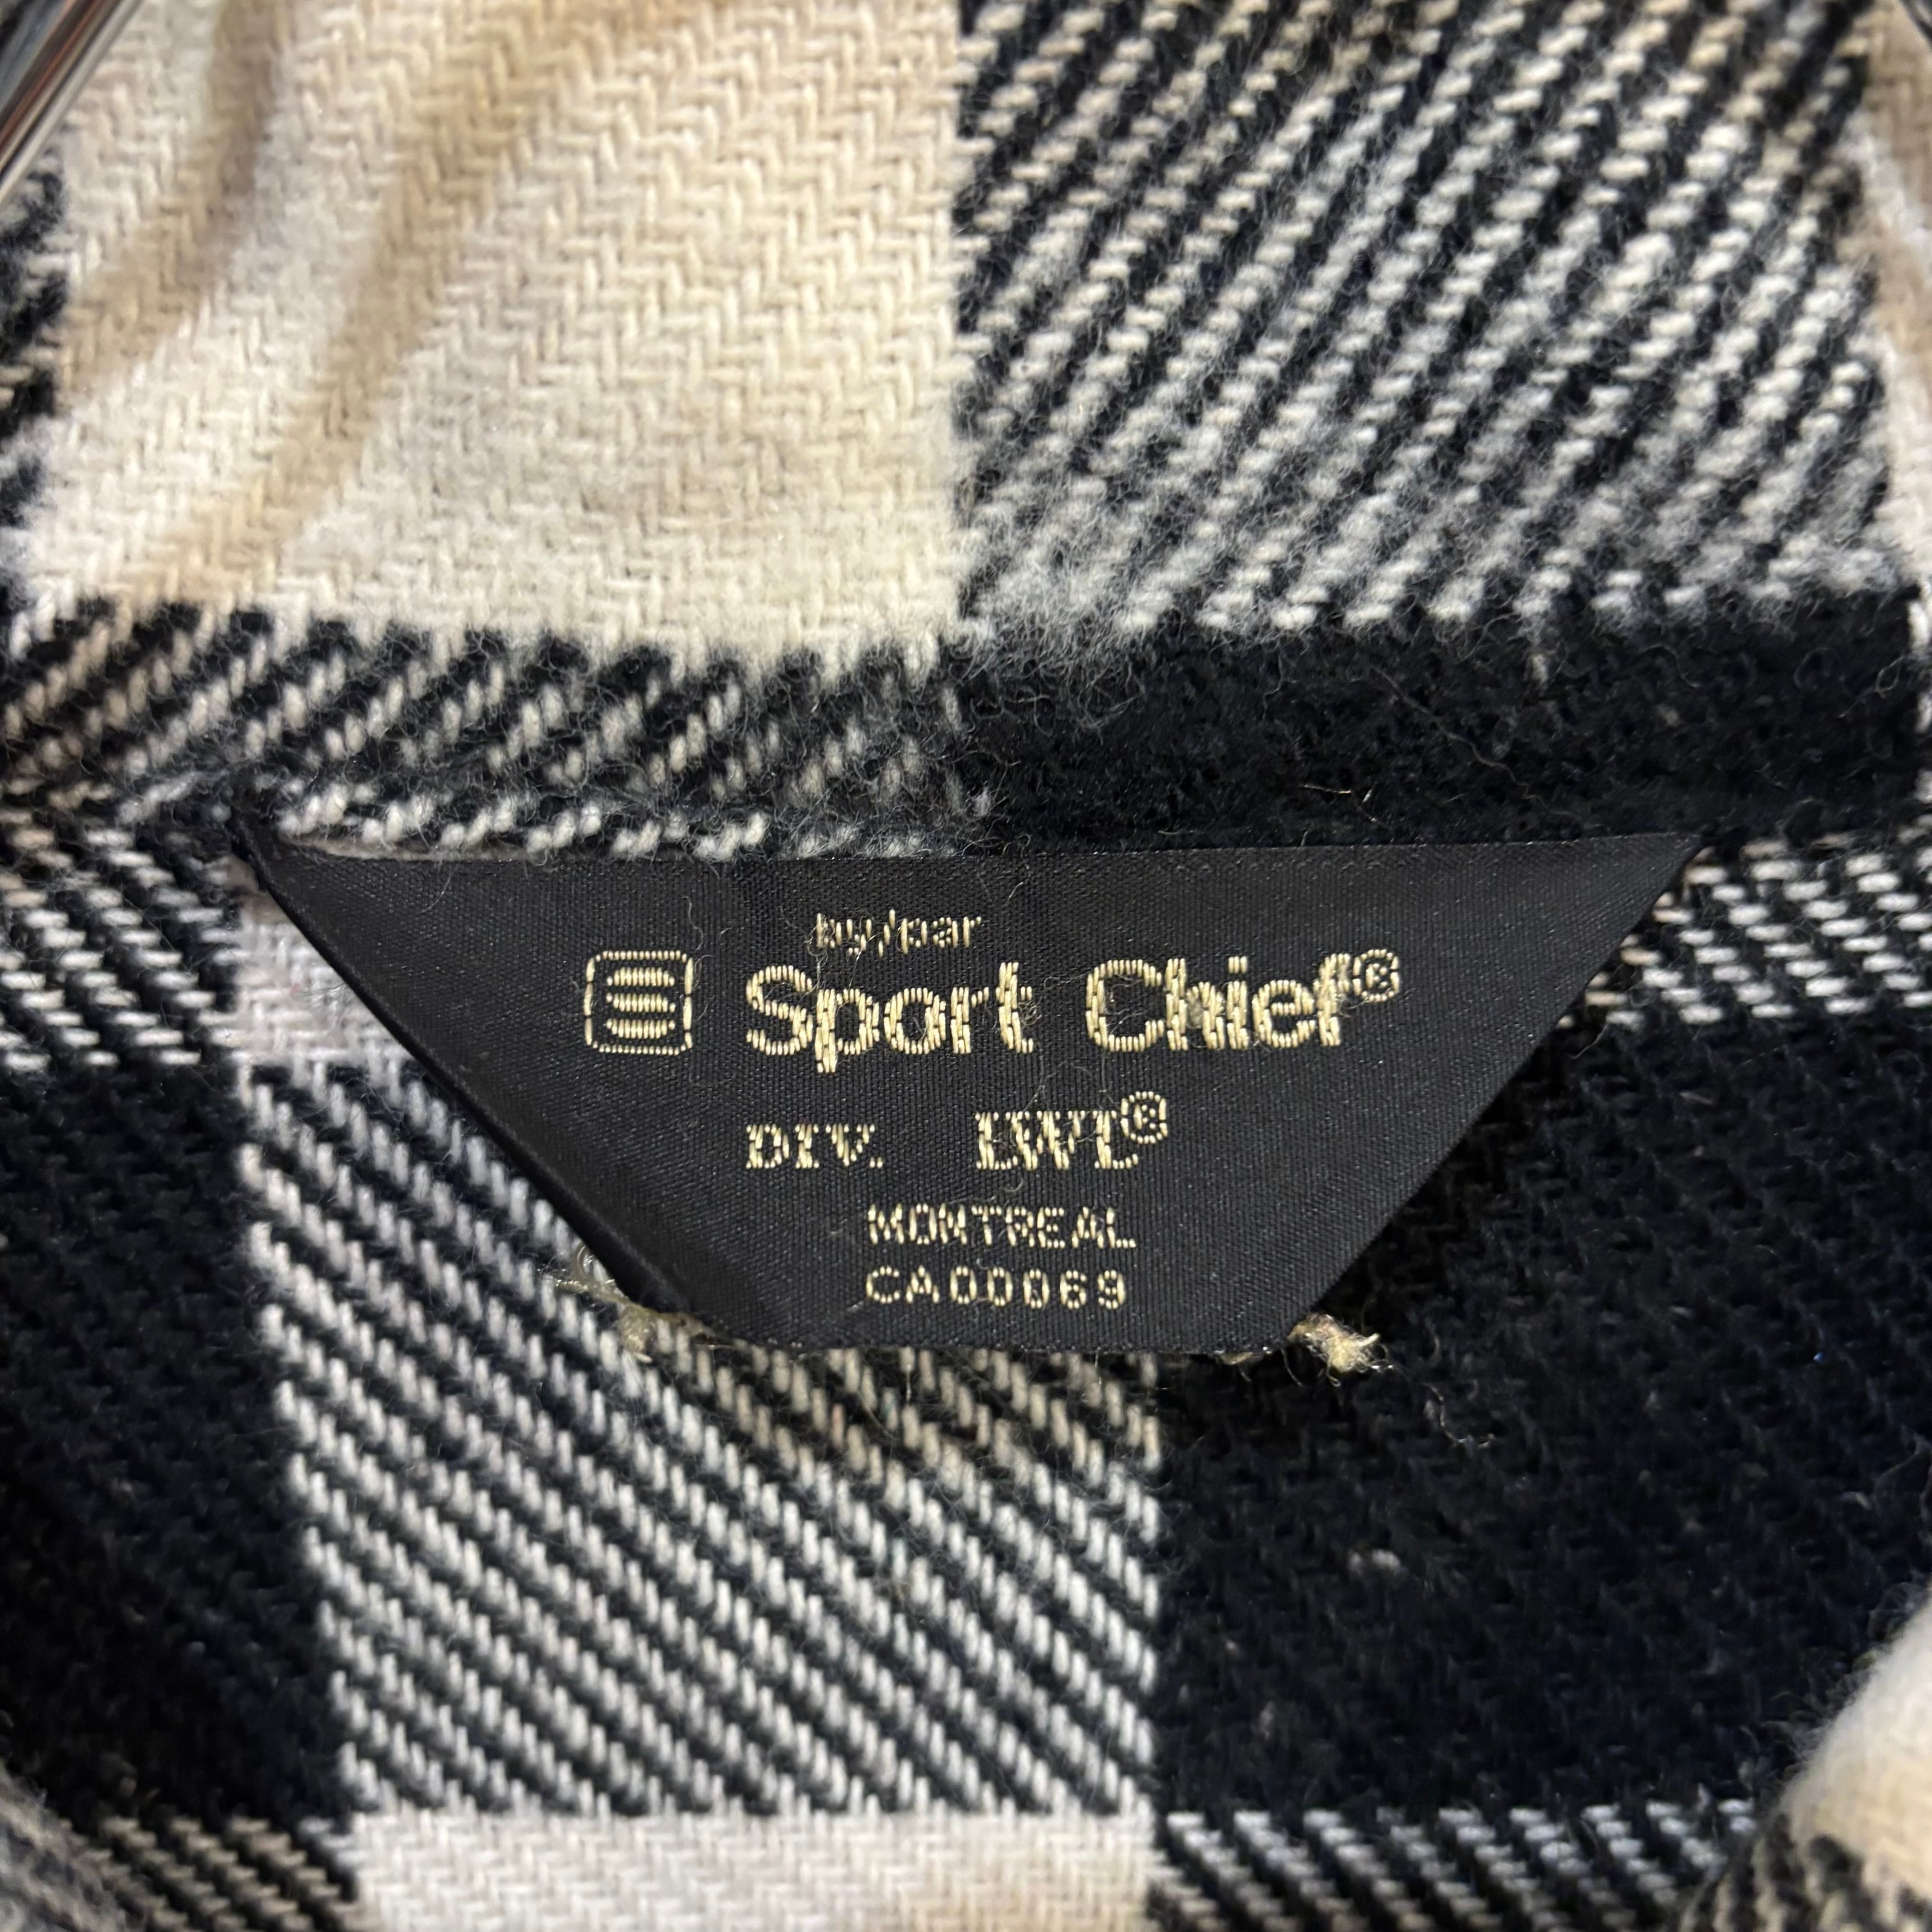 by/par
Sport Chief®
DIV. LWL®
MONTREAL
CA00069